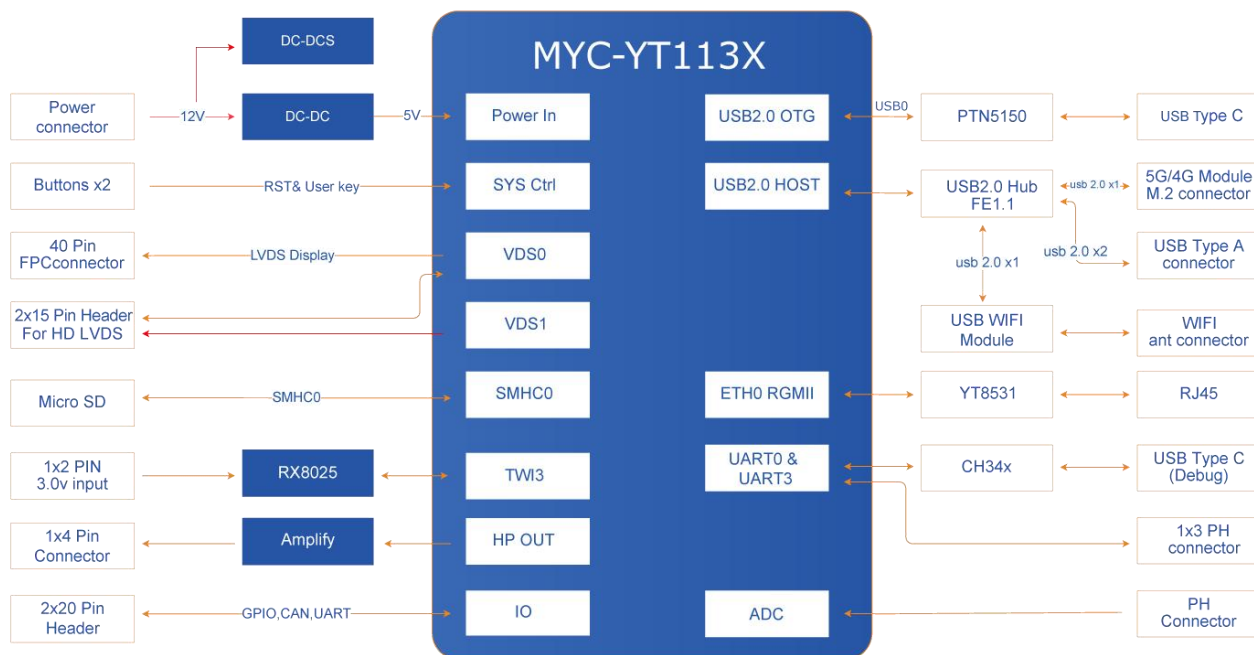 MYC-YT113X
DC-DCS
Power
connector
12V
DC-DC
5V
Power In
Buttons x2
RST& User key
SYS Ctrl
40 Pin
FPCconnector
LVDS Display
VDS0
2x15 Pin Header
For HD LVDS
VDS1
Micro SD
SMHC0
SMHC0
1x2 PIN
3.0v input
RX8025
TWI3
1x4 Pin
Connector
Amplify
HP OUT
2x20 Pin
Header
GPIO,CAN,UART
IO
USB2.0 OTG
USB0
PTN5150
USB Type C
USB2.0 HOST
USB2.0 Hub
FE1.1
usb 2.0 x1
5G/4G Module
M.2 connector
usb 2.0 x2
USB Type A
connector
usb 2.0 x1
USB WIFI
Module
WIFI
ant connector
ETH0 RGMII
YT8531
RJ45
UART0 &
UART3
CH34x
USB Type C
(Debug)
1x3 PH
connector
ADC
PH
Connector